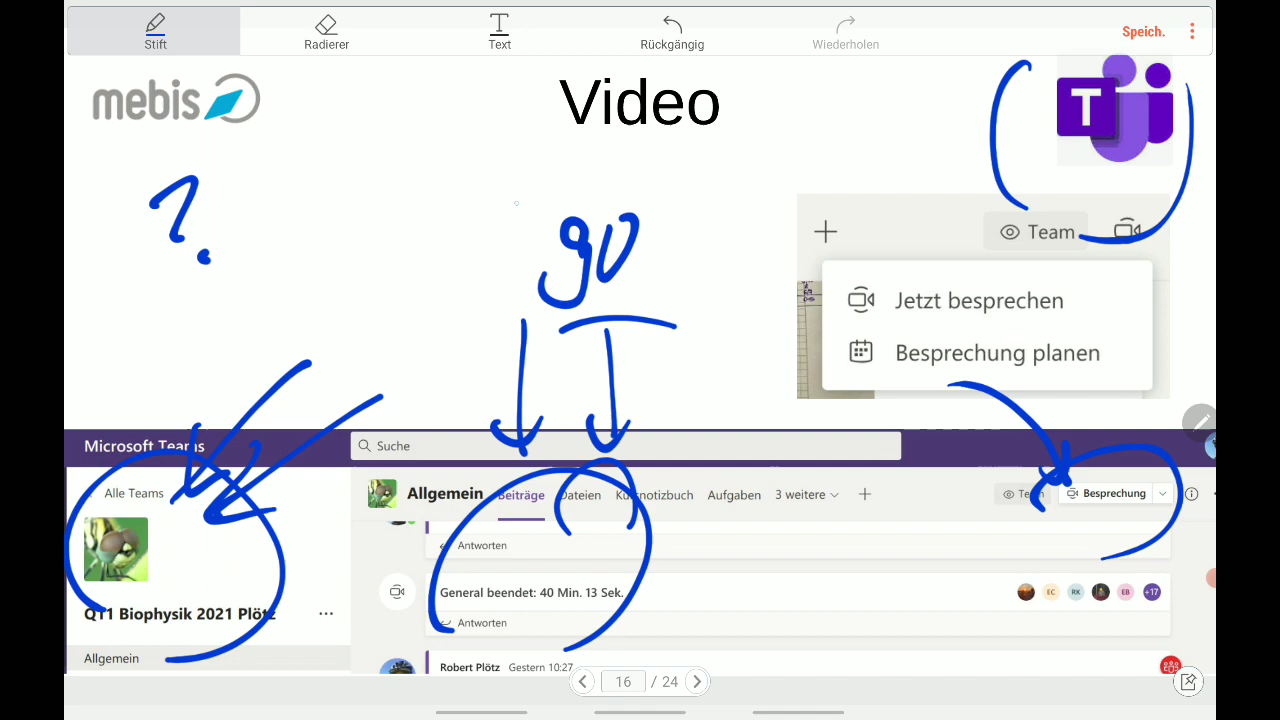 Stift
Radierer
Text
Rückgängig
Wiederholen
Speich.
mebis
Video
T
?
90
Team
Jetzt besprechen
Besprechung planen
Microsoft Teams
Suche
Alle Teams
Allgemein
Beiträge
Dateien
Kursnotizbuch
Aufgaben
3 weitere
Team
Besprechung
Antworten
General beendet: 40 Min. 13 Sek.
EC
RK
EB
+17
Antworten
QT1 Biophysik 2021 Plötz
Allgemein
Robert Plötz Gestern 10:27
16 / 24